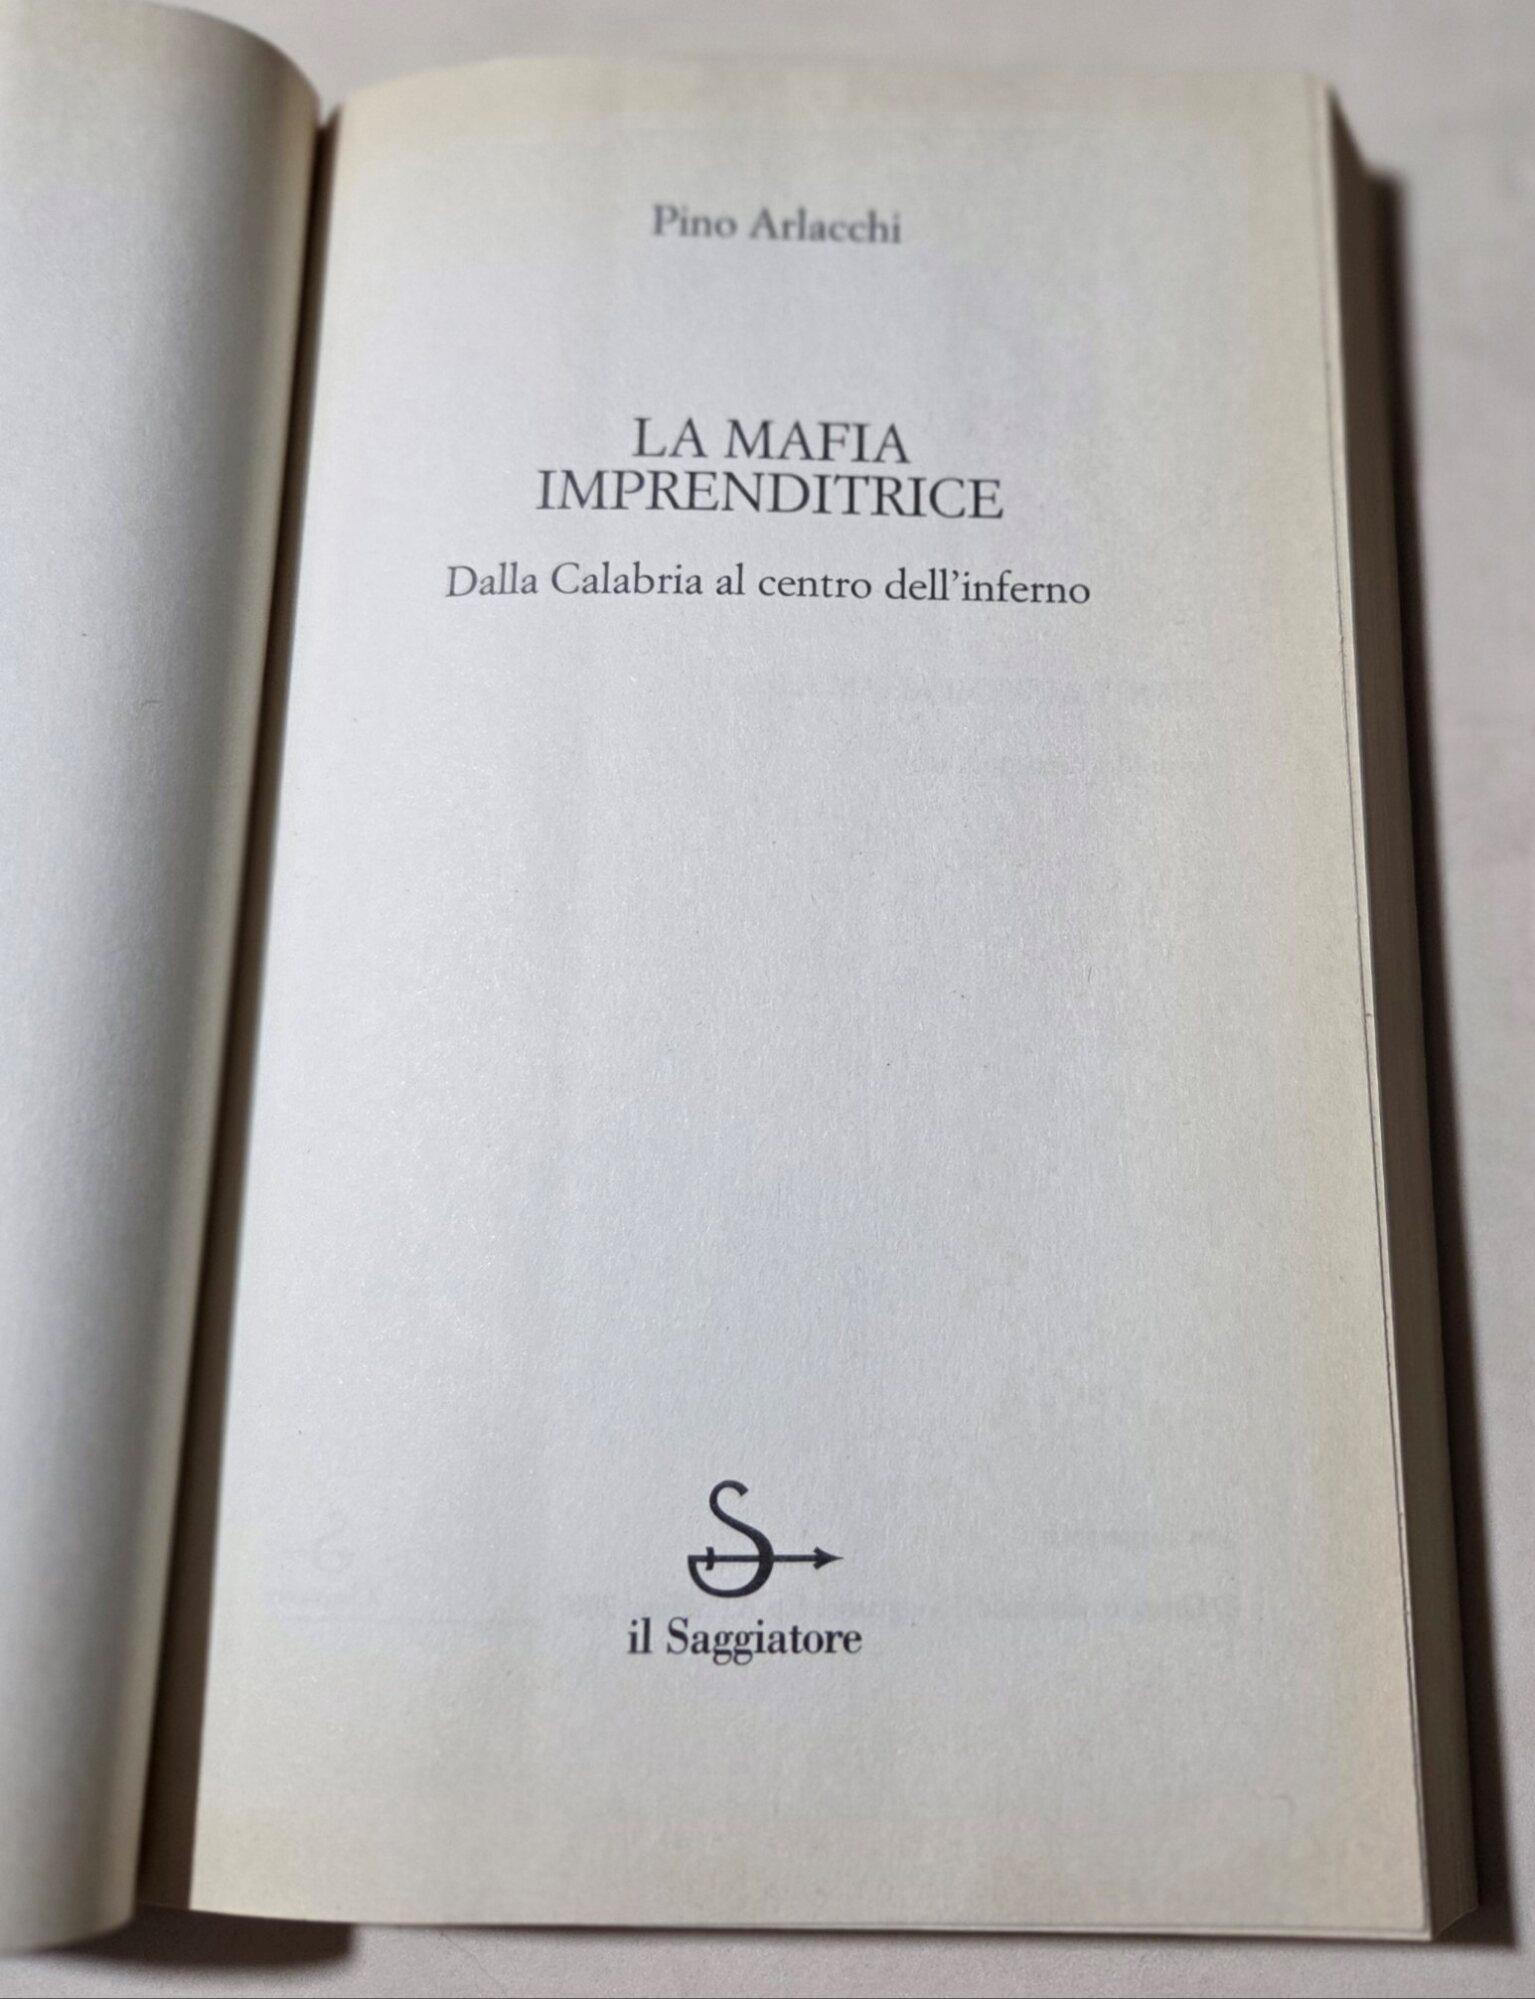 Pino Arlacchi
LA MAFIA
IMPRENDITRICE
Dalla Calabria al centro dell'inferno
il Saggiatore